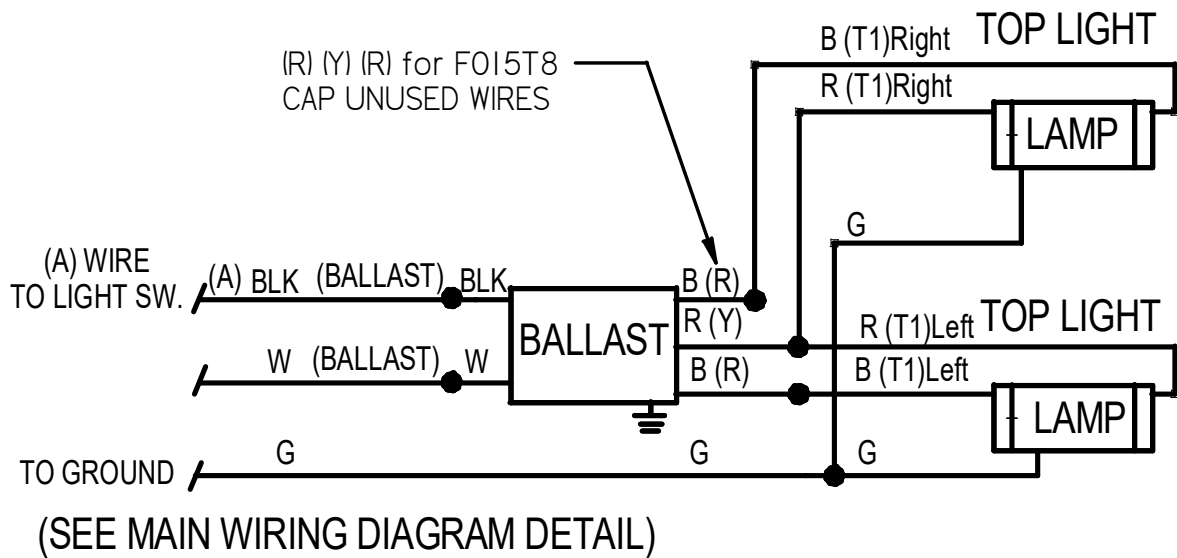 B (T1)Right
TOP LIGHT
R (T1)Right
(R) (Y) (R) for FO15T8
CAP UNUSED WIRES
LAMP
G
(A) WIRE
TO LIGHT SW.
(A) BLK (BALLAST) BLK
B (R)
BALLAST
R (Y)
R (T1)Left
TOP LIGHT
W (BALLAST) W
B (R)
B (T1)Left
LAMP
TO GROUND
G
G
G
(SEE MAIN WIRING DIAGRAM DETAIL)